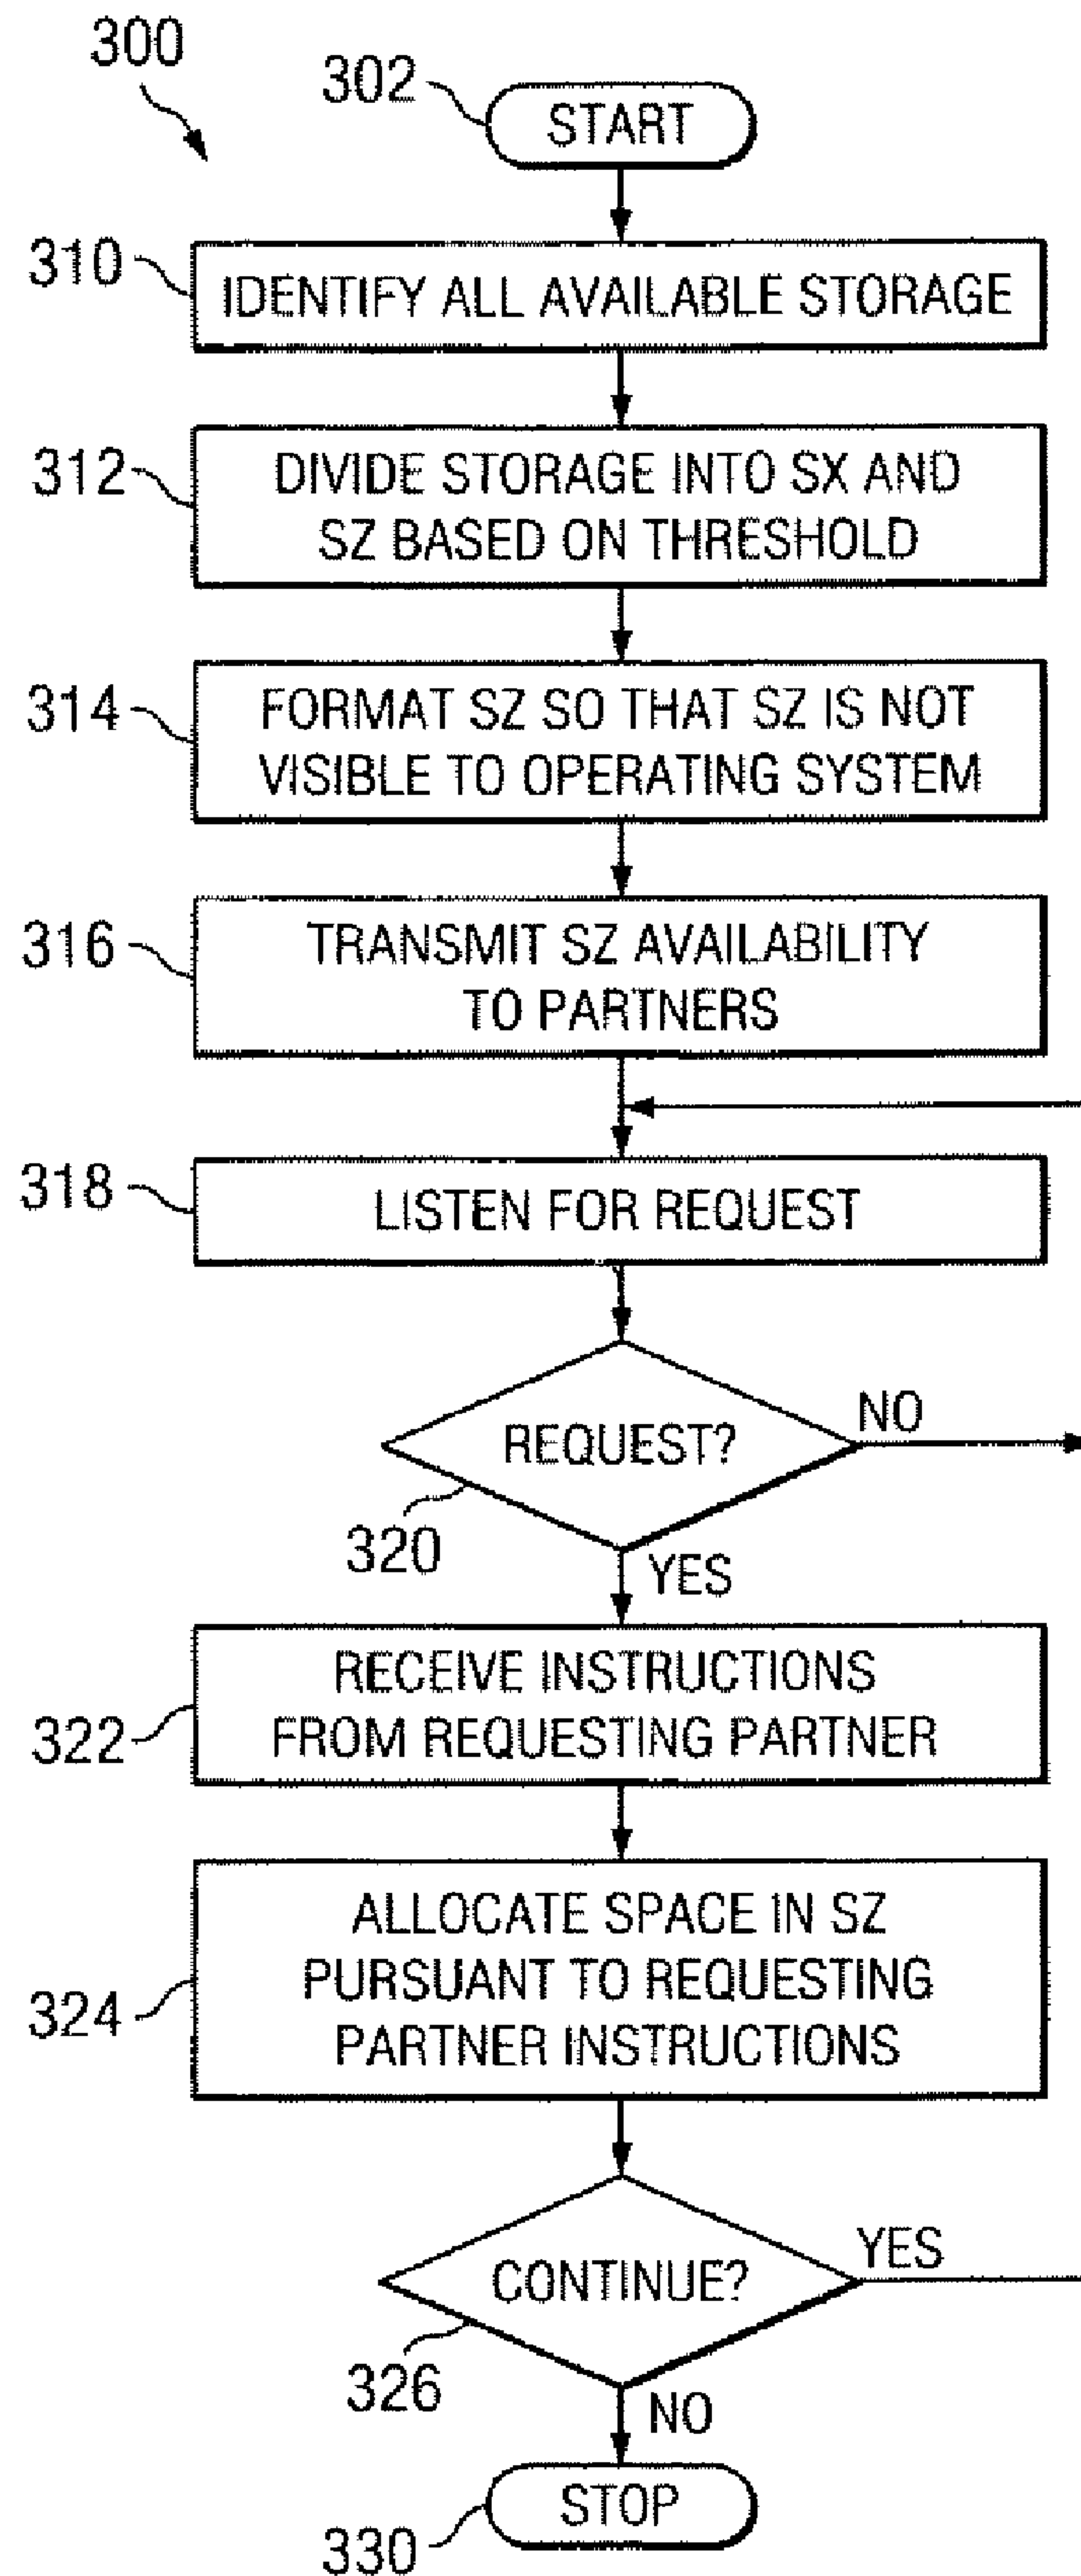 300
302
START
310
IDENTIFY ALL AVAILABLE STORAGE
312
DIVIDE STORAGE INTO SX AND
SZ BASED ON THRESHOLD
314
FORMAT SZ SO THAT SZ IS NOT
VISIBLE TO OPERATING SYSTEM
316
TRANSMIT SZ AVAILABILITY
TO PARTNERS
318
LISTEN FOR REQUEST
REQUEST?
NO
320
YES
322
RECEIVE INSTRUCTIONS
FROM REQUESTING PARTNER
324
ALLOCATE SPACE IN SZ
PURSUANT TO REQUESTING
PARTNER INSTRUCTIONS
CONTINUE?
YES
326
NO
STOP
330